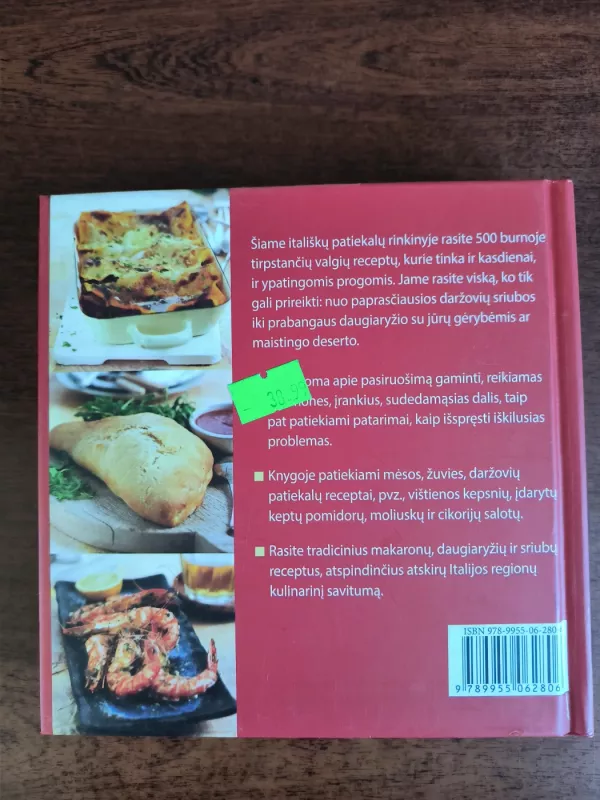 Šiame itališkų patiekalų rinkinyje rasite 500 burnoje
tirpstančių valgių receptų, kurie tinka ir kasdienai,
ir ypatingomis progomis. Jame rasite viską, ko tik
gali prireikti: nuo paprasčiausios daržovių sriubos
iki prabangaus daugiaryžio su jūrų gėrybėmis ar
maistingo deserto.
30.99
apie pasiruošimą gaminti, reikiamas
įrankius, sudedamąsias dalis, taip
pat patiekiami patarimai, kaip išspręsti iškilusias
problemas.
Knygoje patiekiami mėsos, žuvies, daržovių
patiekalų receptai, pvz., vištienos kepsnių, įdarytų
keptų pomidorų, moliuskų ir cikorijų salotų.
Rasite tradicinius makaronų, daugiaryžių ir sriubų
receptus, atspindinčius atskirų Italijos regionų
kulinarinį savitumą.
ISBN 978-9955-06-280-
9 789955 062806